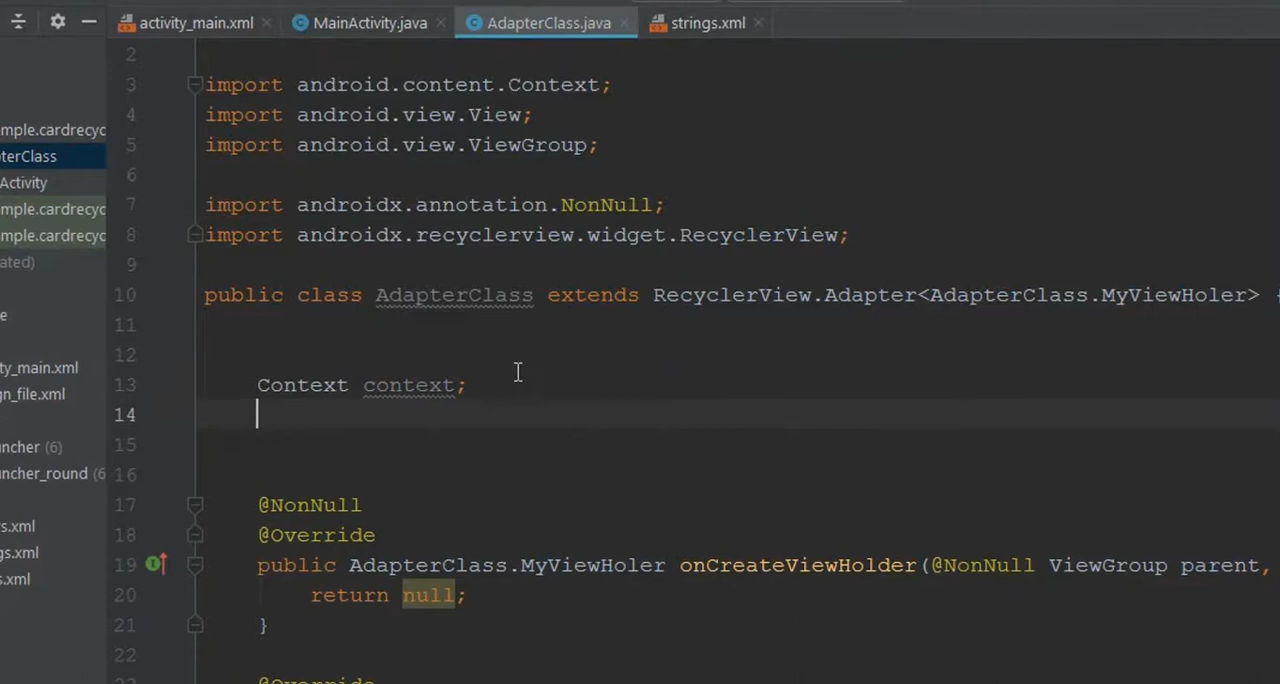 activity_main.xml MainActivity.java AdapterClass.java strings.xml
2
3 import android.content.Context;
4 import android.view.View;
5 import android.view.ViewGroup;
6
7 import androidx.annotation.NonNull;
8 import androidx.recyclerview.widget.RecyclerView;
9
10 public class AdapterClass extends RecyclerView.Adapter<AdapterClass.MyViewHoler> {
11
12
13 Context context;
14
15
16
17 @NonNull
18 @Override
19 public AdapterClass.MyViewHoler onCreateViewHolder(@NonNull ViewGroup parent,
20 return null;
21 }
22
23 @Override
mple.cardrecyc
terClass
Activity
mple.cardrecyc
mple.cardrecyc
ated)
e
ty_main.xml
gn_file.xml
uncher (6)
uncher_round (6
s.xml
gs.xml
s.xml